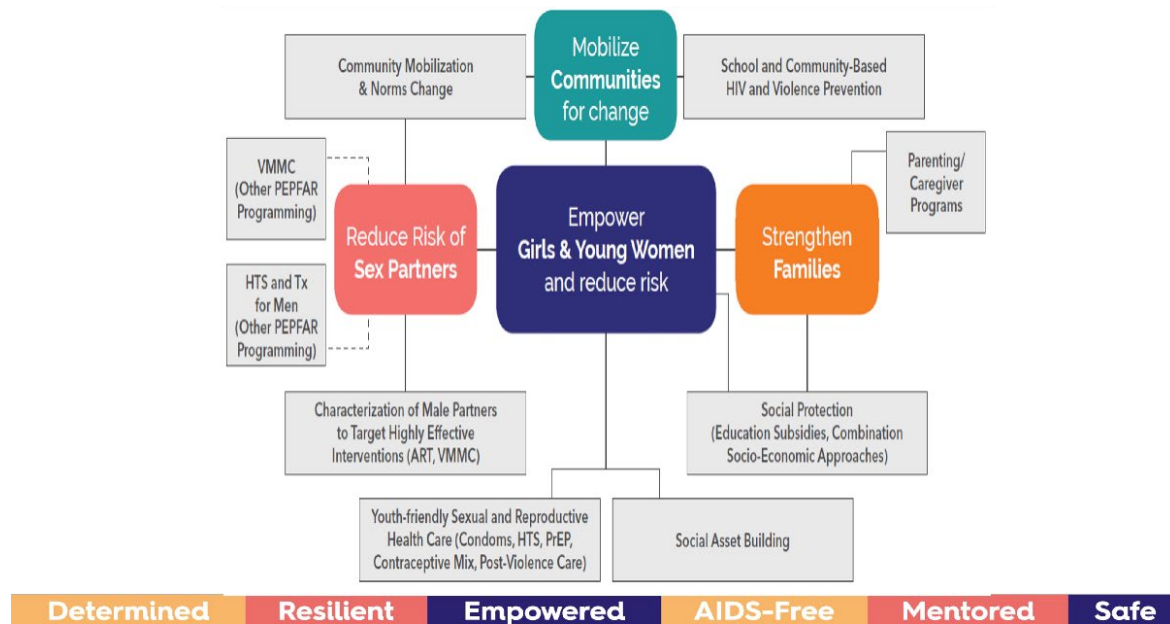 Mobilize
Communities
for change
Community Mobilization
& Norms Change
School and Community-Based
HIV and Violence Prevention
VMMC
(Other PEPFAR
Programming)
Parenting/
Caregiver
Programs
Reduce Risk of
Sex Partners
Empower
Girls & Young Women
and reduce risk
Strengthen
Families
HTS and Tx
for Men
(Other PEPFAR
Programming)
Characterization of Male Partners
to Target Highly Effective
Interventions (ART, VMMC)
Social Protection
(Education Subsidies, Combination
Socio-Economic Approaches)
Youth-friendly Sexual and Reproductive
Health Care (Condoms, HTS, PrEP,
Contraceptive Mix, Post-Violence Care)
Social Asset Building
Determined Resilient Empowered AIDS-Free Mentored Safe